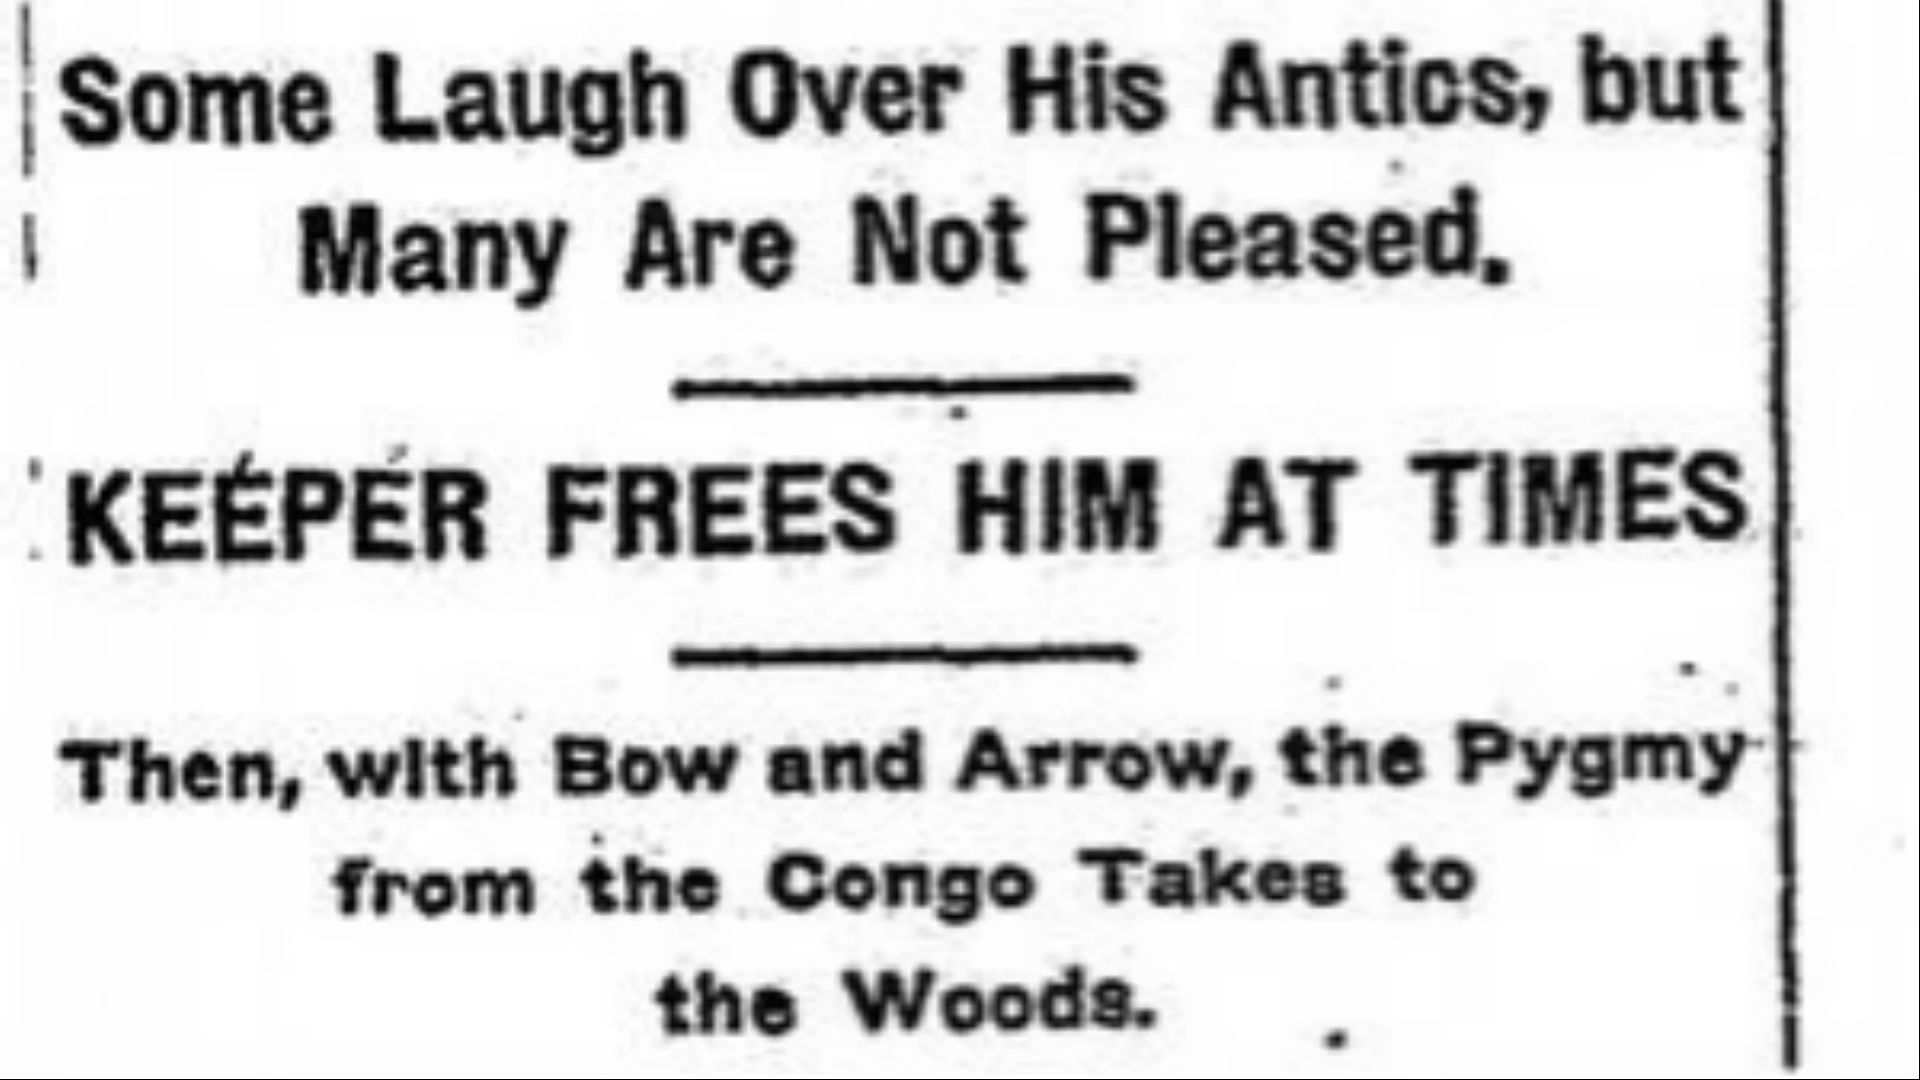 Some Laugh Over His Antics, but
Many Are Not Pleased.
KEEPER FREES HIM AT TIMES
Then, with Bow and Arrow, the Pygmy
from the Congo Takes to
the Woods.